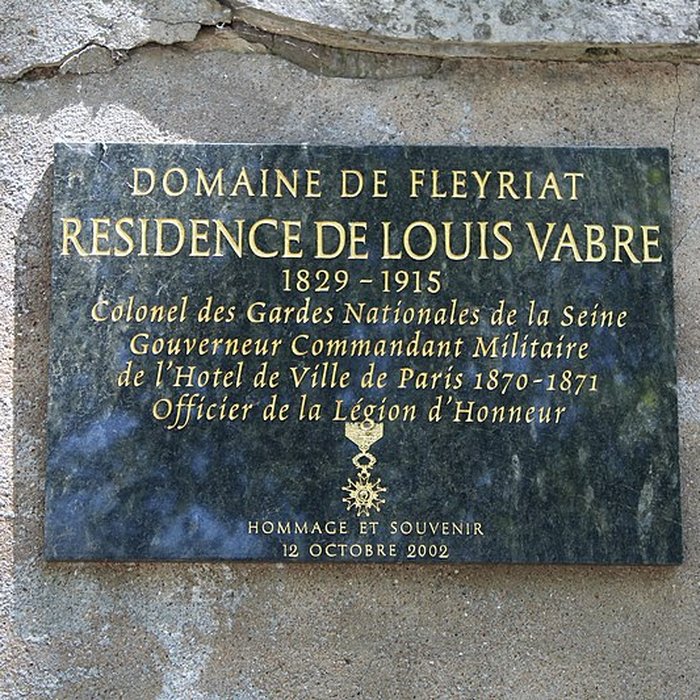 DOMAINE DE FLEYRIAT
RESIDENCE DE LOUIS VABRE
1829 - 1915
Colonel des Gardes Nationales de la Seine
Gouverneur Commandant Militaire
de l'Hotel de Ville de Paris 1870-1871
Officier de la Légion d'Honneur
HOMMAGE ET SOUVENIR
12 OCTOBRE 2002